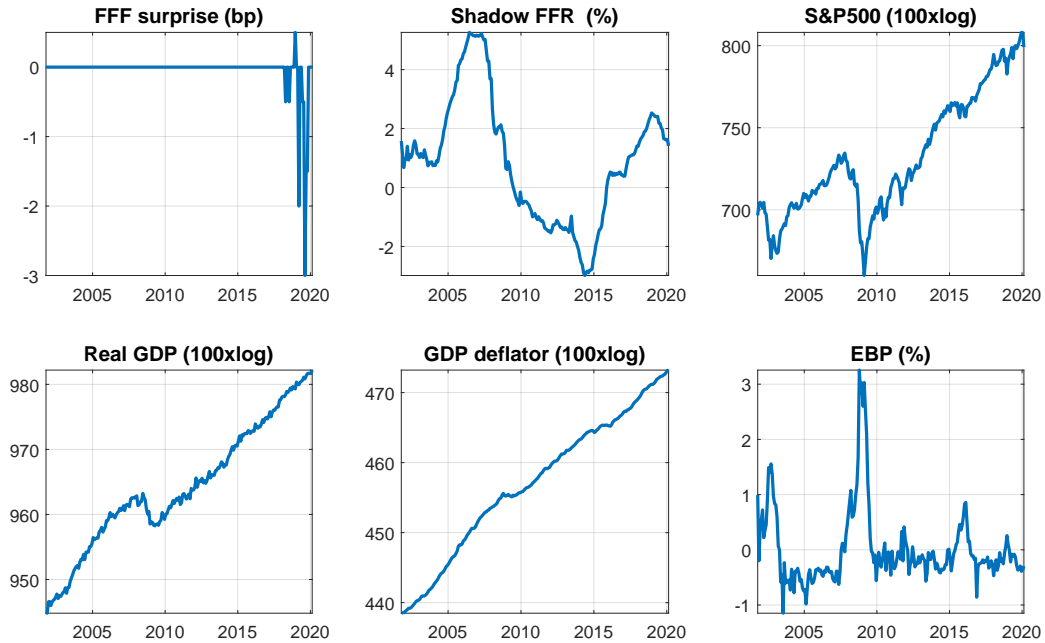 FFF surprise (bp)
0
-1
-2
-3
2005 2010 2015 2020
Shadow FFR (%)
4
2
0
-2
2005 2010 2015 2020
S&P500 (100xlog)
800
750
700
2005 2010 2015 2020
Real GDP (100xlog)
980
970
960
950
2005 2010 2015 2020
GDP deflator (100xlog)
470
460
450
440
2005 2010 2015 2020
EBP (%)
3
2
1
0
-1
2005 2010 2015 2020